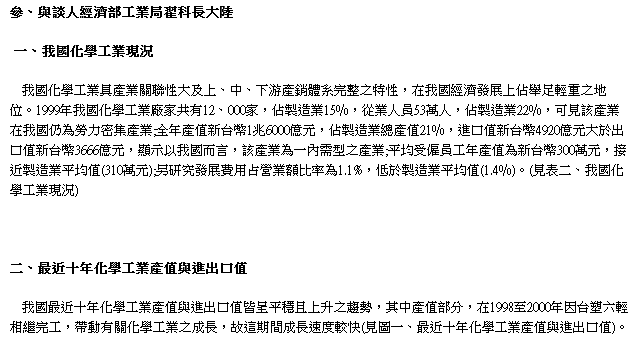 參、與談人經濟部工業局翟科長大陸
一、我國化學工業現況
我國化學工業具產業關聯性大及上、中、下游產銷體系完整之特性，在我國經濟發展上佔舉足輕重之地
位。1999年我國化學工業廠家共有12、000家，佔製造業15%，從業人員53萬人，佔製造業22%，可見該產業
在我國仍為勞力密集產業;全年產值新台幣1兆6000億元，佔製造業總產值21%，進口值新台幣4920億元大於出
口值新台幣3666億元，顯示以我國而言，該產業為一內需型之產業;平均受僱員工年產值為新台幣300萬元，接
近製造業平均值(310萬元);另研究發展費用占營業額比率為1.1%，低於製造業平均值(1.4%)。(見表二、我國化
學工業現況)
二、最近十年化學工業產值與進出口值
我國最近十年化學工業產值與進出口值皆呈平穩且上升之趨勢，其中產值部分，在1998至2000年因台塑六輕
相繼完工，帶動有關化學工業之成長，故這期間成長速度較快(見圖一、最近十年化學工業產值與進出口值)。